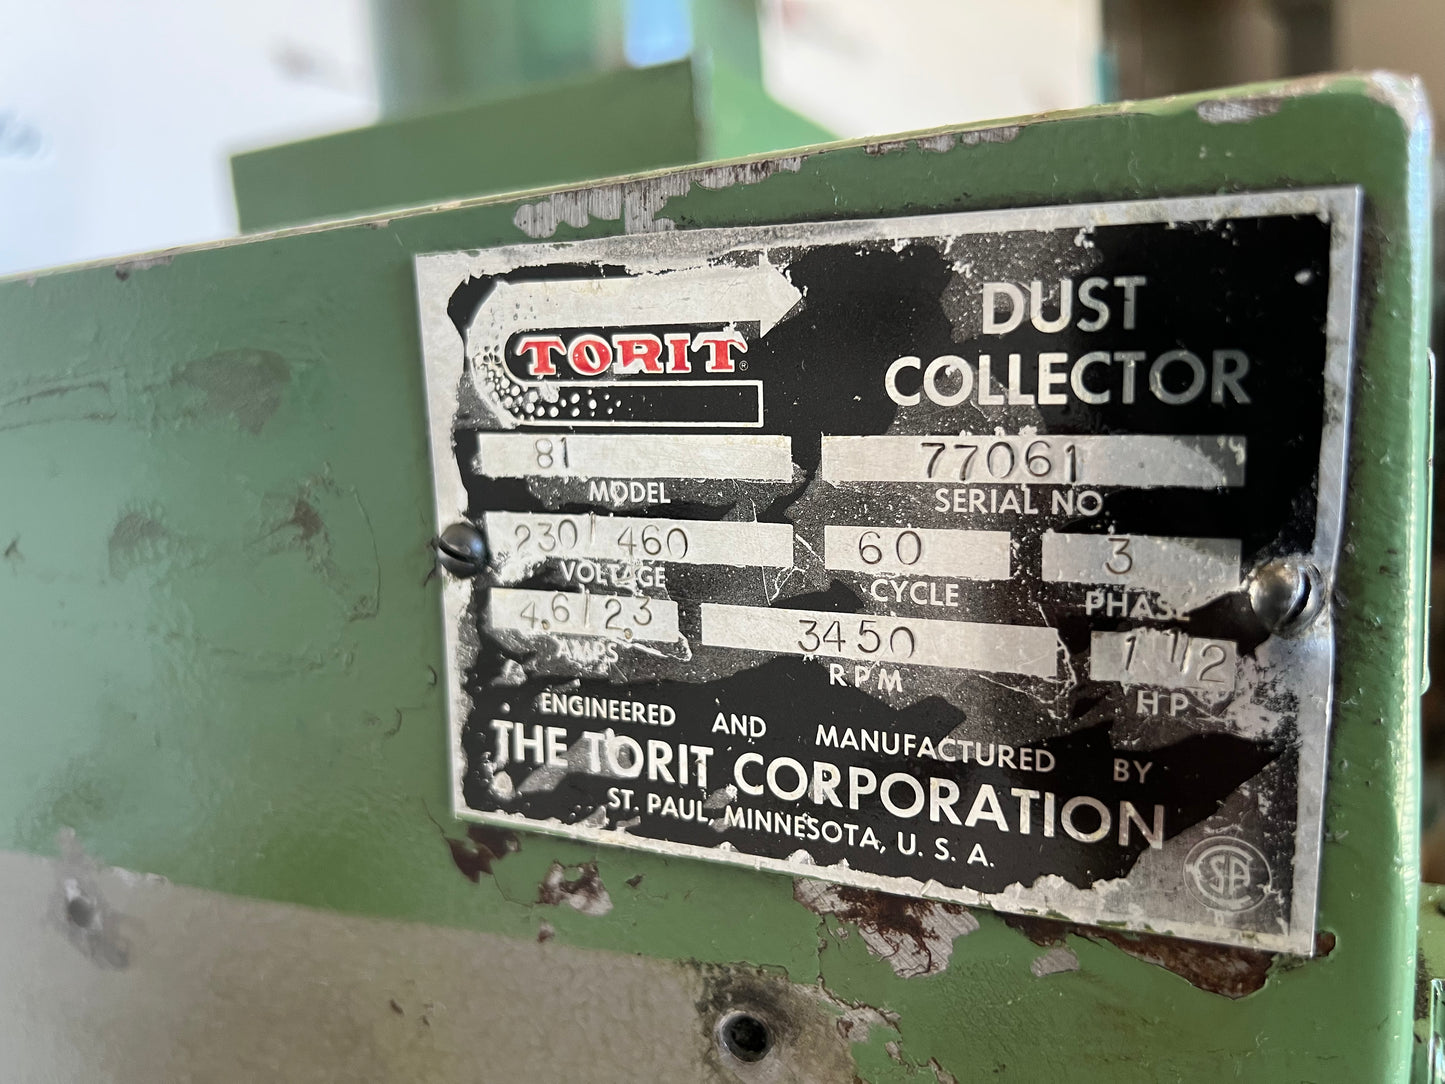 TORIT ®
DUST
COLLECTOR
81
MODEL
77061
SERIAL NO.
230/460
VOLTAGE
60
CYCLE
3
PHASE
4.6/2.3
AMPS
3450
RPM
1 1/2
HP
ENGINEERED AND MANUFACTURED BY
THE TORIT CORPORATION
ST. PAUL, MINNESOTA, U. S. A.
CSA